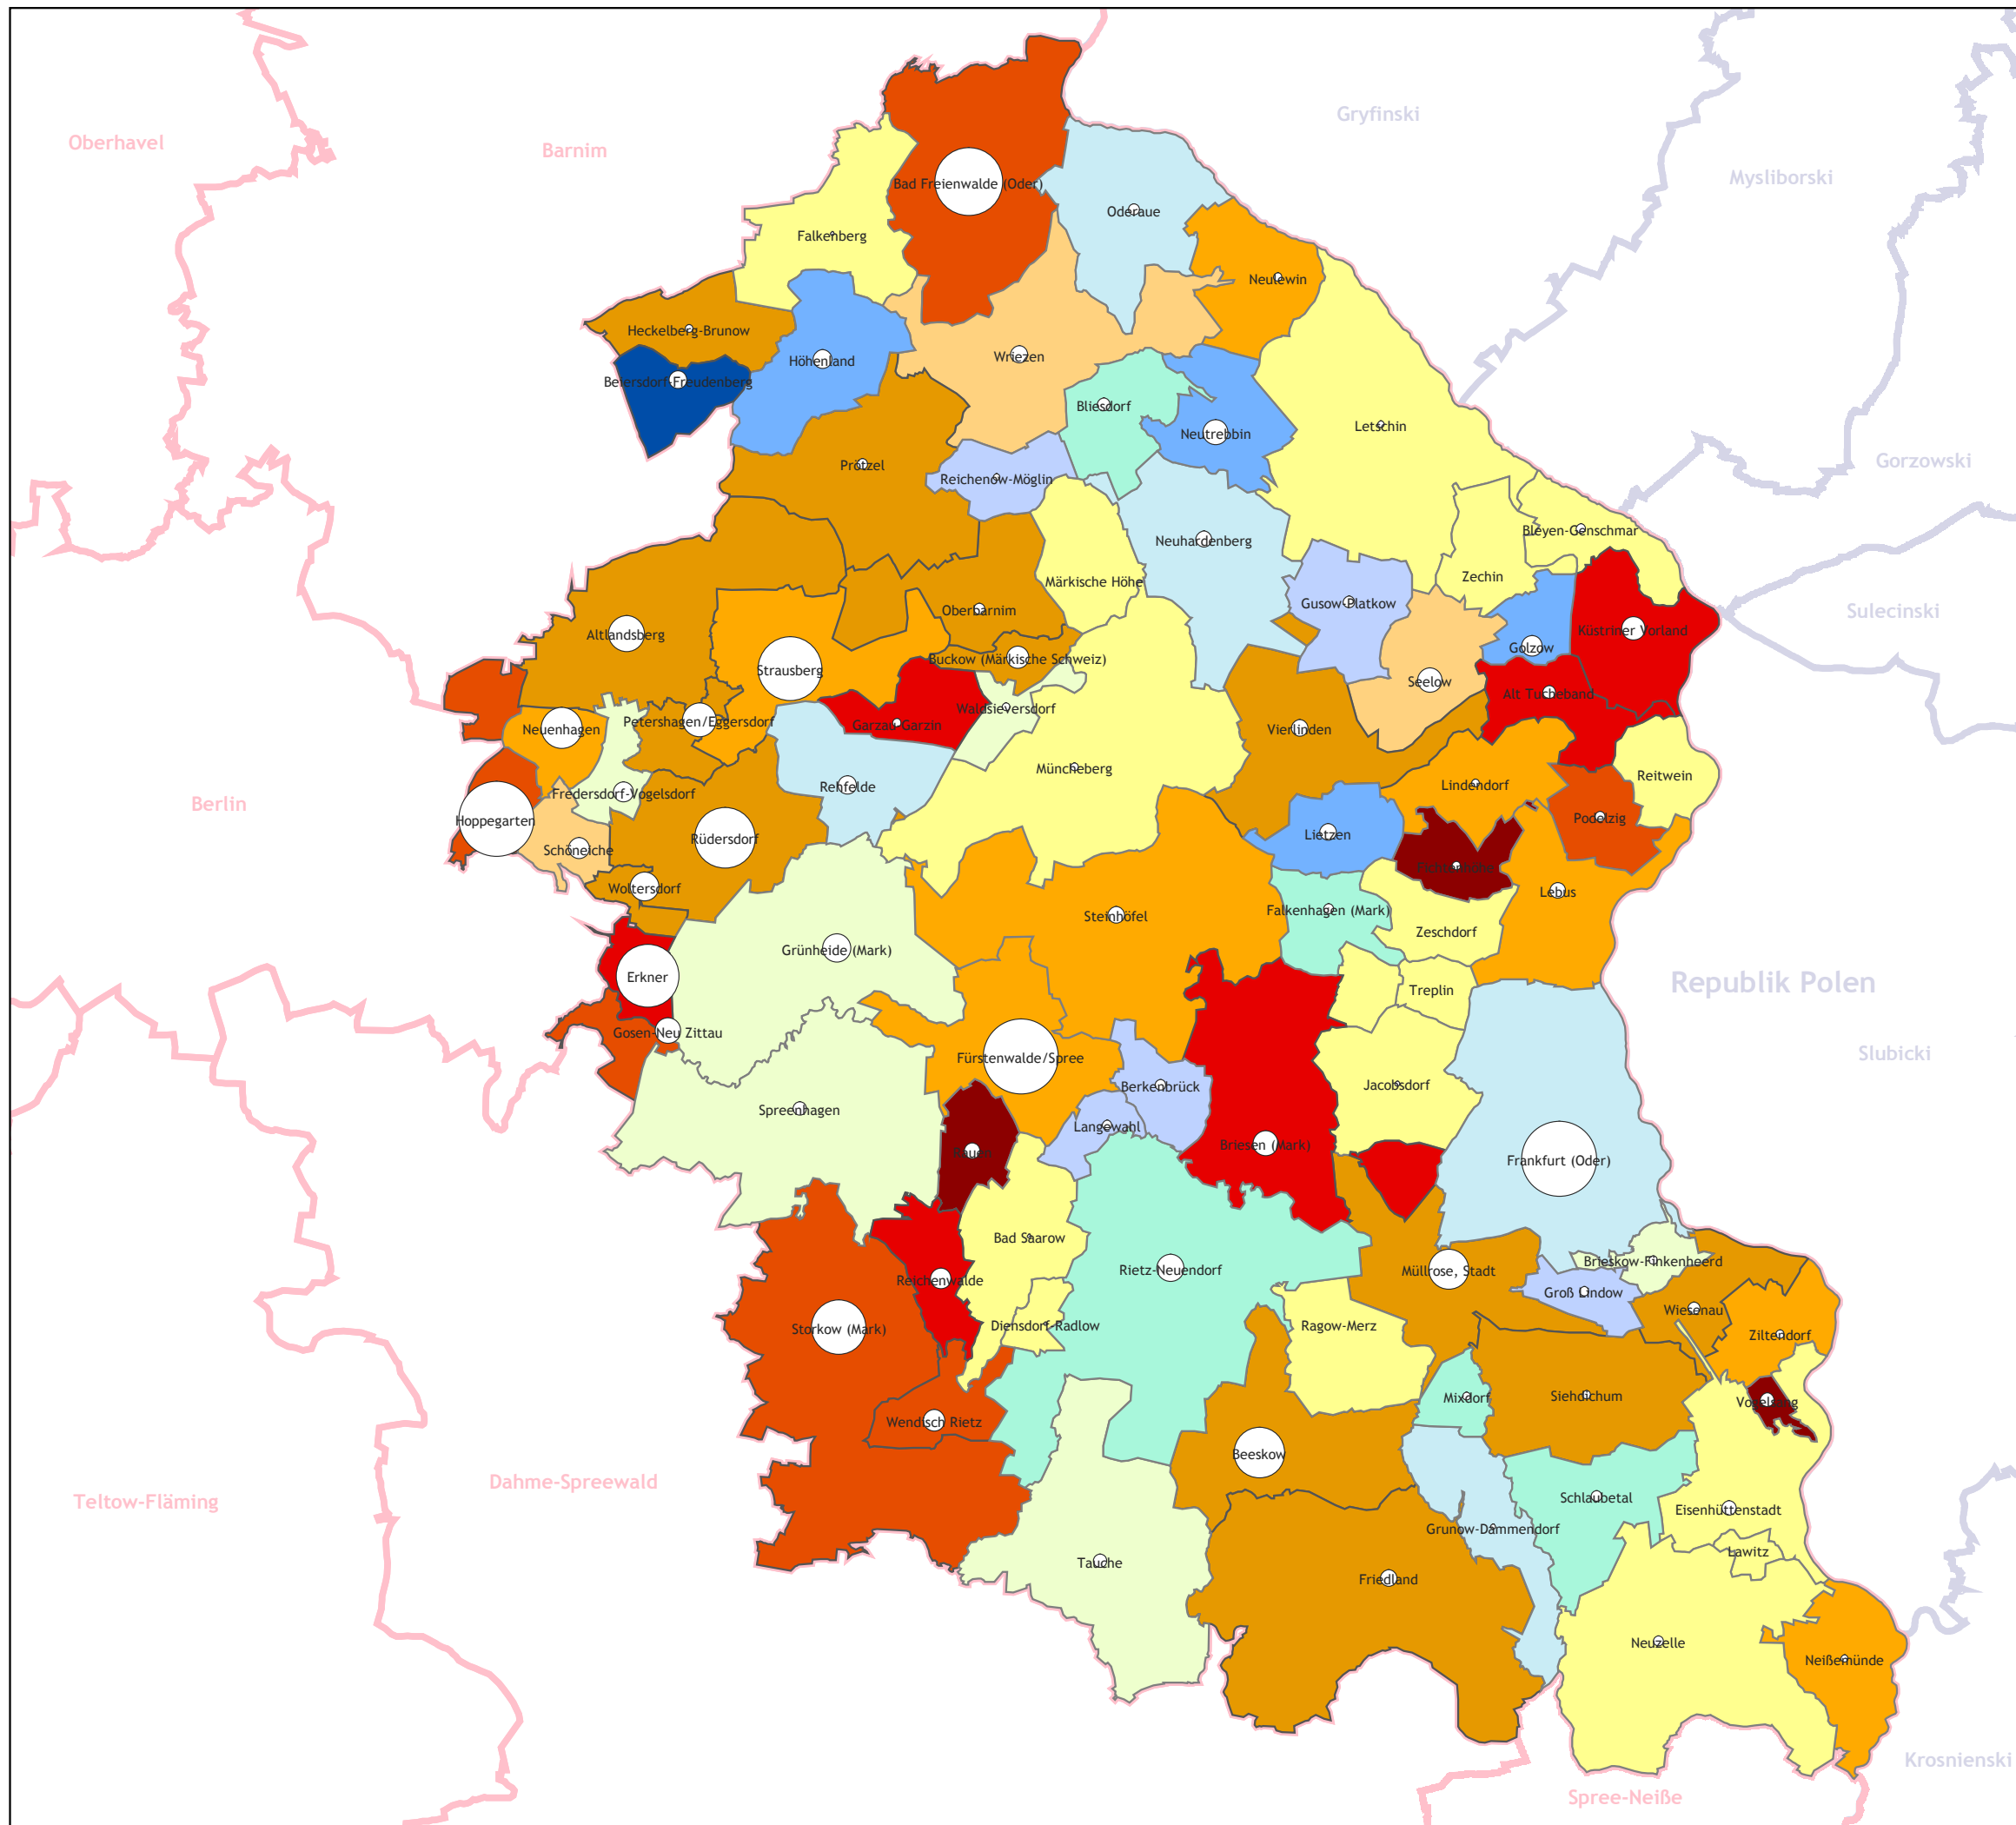 Gryfinski
Oberhavel
Barnim
Mysliborski
Bad Freienwalde (Oder)
Oderaue
Falkenberg
Neulewin
Heckelberg-Brunow
Wriezen
Höhenland
Beiersdorf-Freudenberg
Bliesdorf
Letschin
Neutrebbin
Gorzowski
Prötzel
Reichenow-Möglin
Bleyen-Genschmar
Neuhardenberg
Zechin
Märkische Höhe
Gusow-Platkow
Oberbarnim
Sulecinski
Küstriner Vorland
Altlandsberg
Golzow
Buckow (Märkische Schweiz)
Strausberg
Seelow
Alt Tucheband
Waldsieversdorf
Petershagen/Eggersdorf
Garzau-Garzin
Neuenhagen
Vierlinden
Müncheberg
Reitwein
Lindendorf
Rehfelde
Fredersdorf-Vogelsdorf
Berlin
Podelzig
Hoppegarten
Lietzen
Rüdersdorf
Schöneiche
Fichtenhöhe
Woltersdorf
Lebus
Falkenhagen (Mark)
Steinhöfel
Zeschdorf
Grünheide (Mark)
Erkner
Republik Polen
Treplin
Gosen-Neu Zittau
Slubicki
Fürstenwalde/Spree
Berkenbrück
Jacobsdorf
Spreenhagen
Langewahl
Briesen (Mark)
Rauen
Frankfurt (Oder)
Bad Saarow
Brieskow-Finkenheerd
Rietz-Neuendorf
Müllrose, Stadt
Reichenwalde
Groß Lindow
Wiesenau
Storkow (Mark)
Diensdorf-Radlow
Ragow-Merz
Ziltendorf
Siehdichum
Mixdorf
Vogelsang
Wendisch Rietz
Beeskow
Dahme-Spreewald
Teltow-Fläming
Schlaubetal
Eisenhüttenstadt
Grunow-Dammendorf
Lawitz
Tauche
Friedland
Neuzelle
Neißemünde
Krosnienski
Spree-Neiße